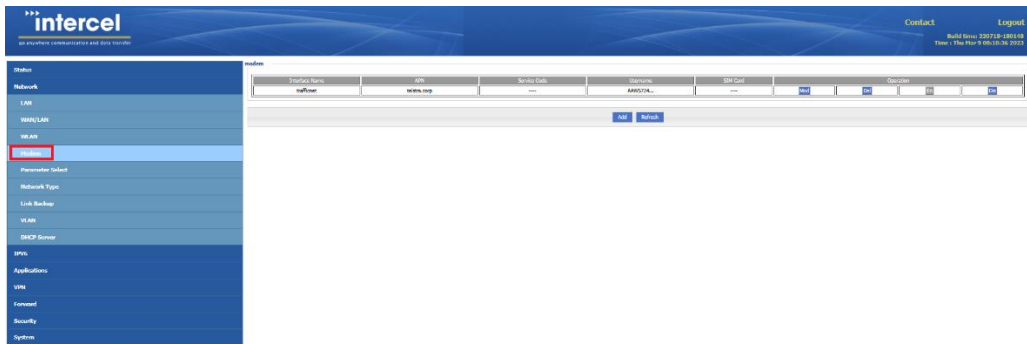 intercel
an anywhere communication and data transfer
Contact
Logout
Build time: 220718-180148
Time : Thu Mar 9 08:18:36 2023
Status
Network
LAN
WAN/LAN
WLAN
Modem
Parameter Select
Network Type
Link Backup
VLAN
DHCP Server
IPV6
Applications
VPN
Forward
Security
System
modem
Interface Name APN Service Code Username SIM Card Operation
telstra.corp ---- ---- Mod Del
Add Refresh